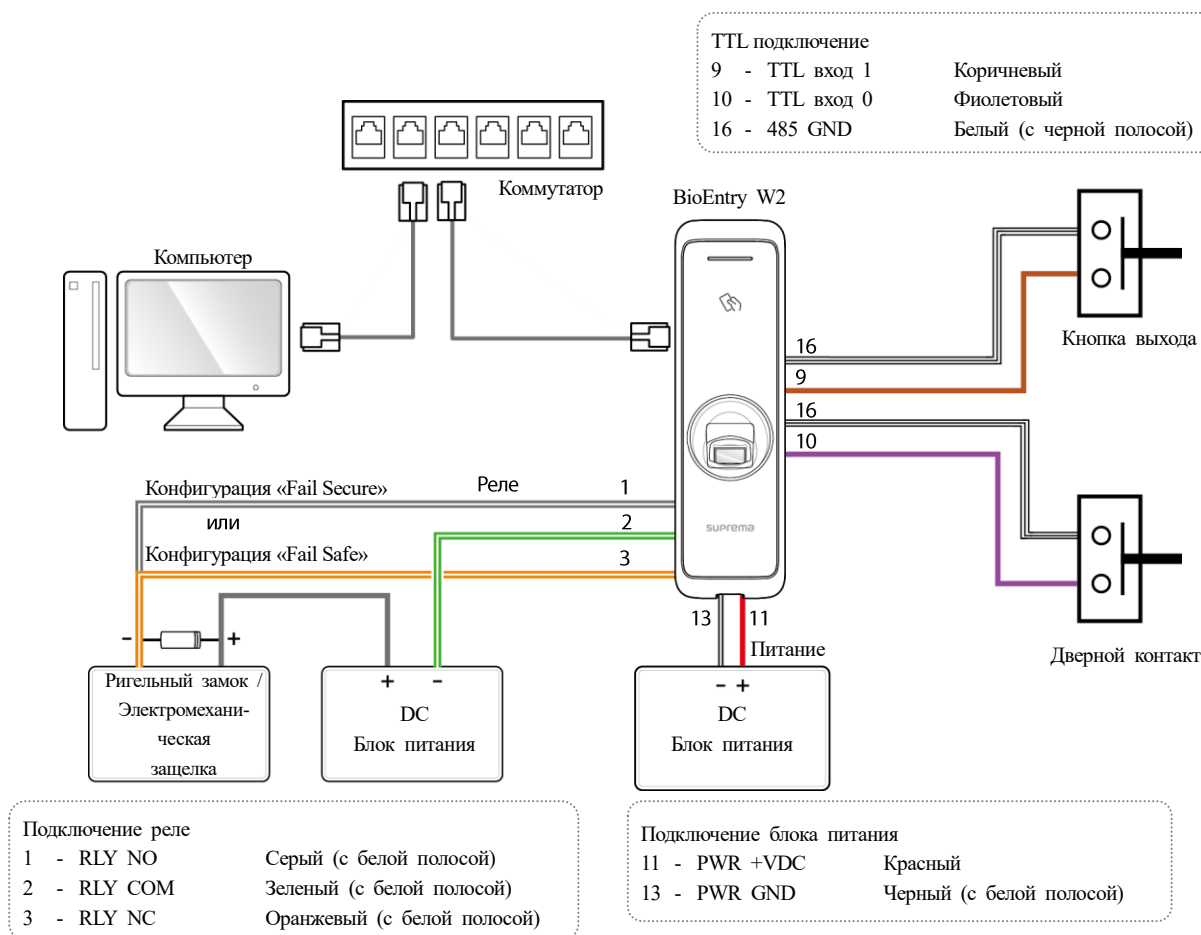 TTL подключение
9 - TTL вход 1 Коричневый
10 - TTL вход 0 Фиолетовый
16 - 485 GND Белый (с черной полосой)
Коммутатор
BioEntry W2
Компьютер
Кнопка выхода
16
9
16
10
suprema
Конфигурация «Fail Secure» Реле 1
или 2
Конфигурация «Fail Safe» 3
13 11
Питание
Дверной контакт
- +
Ригельный замок /
Электромехани-
ческая
защелка
+ -
DC
Блок питания
- +
DC
Блок питания
Подключение реле
1 - RLY NO Серый (с белой полосой)
2 - RLY COM Зеленый (с белой полосой)
3 - RLY NC Оранжевый (с белой полосой)
Подключение блока питания
11 - PWR +VDC Красный
13 - PWR GND Черный (с белой полосой)